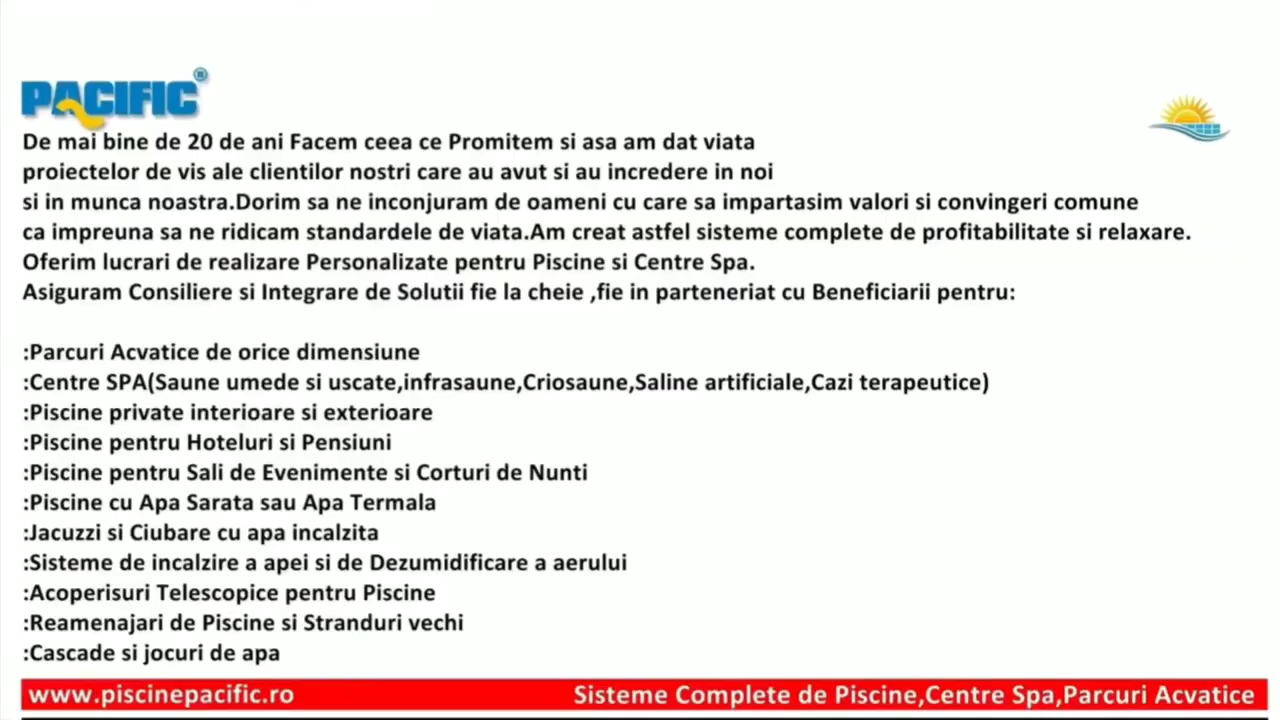 PACIFIC®
De mai bine de 20 de ani Facem ceea ce Promitem si asa am dat viata
proiectelor de vis ale clientilor nostri care au avut si au incredere in noi
si in munca noastra.Dorim sa ne inconjuram de oameni cu care sa impartasim valori si convingeri comune
ca impreuna sa ne ridicam standardele de viata.Am creat astfel sisteme complete de profitabilitate si relaxare.
Oferim lucrari de realizare Personalizate pentru Piscine si Centre Spa.
Asiguram Consiliere si Integrare de Solutii fie la cheie ,fie in parteneriat cu Beneficiarii pentru:
:Parcuri Acvatice de orice dimensiune
:Centre SPA(Saune umede si uscate,infrasaune,Criosaune,Saline artificiale,Cazi terapeutice)
:Piscine private interioare si exterioare
:Piscine pentru Hoteluri si Pensiuni
:Piscine pentru Sali de Evenimente si Corturi de Nunti
:Piscine cu Apa Sarata sau Apa Termala
:Jacuzzi si Ciubare cu apa incalzita
:Sisteme de incalzire a apei si de Dezumidificare a aerului
:Acoperisuri Telescopice pentru Piscine
:Reamenajari de Piscine si Stranduri vechi
:Cascade si jocuri de apa
www.piscinepacific.ro
Sisteme Complete de Piscine,Centre Spa,Parcuri Acvatice